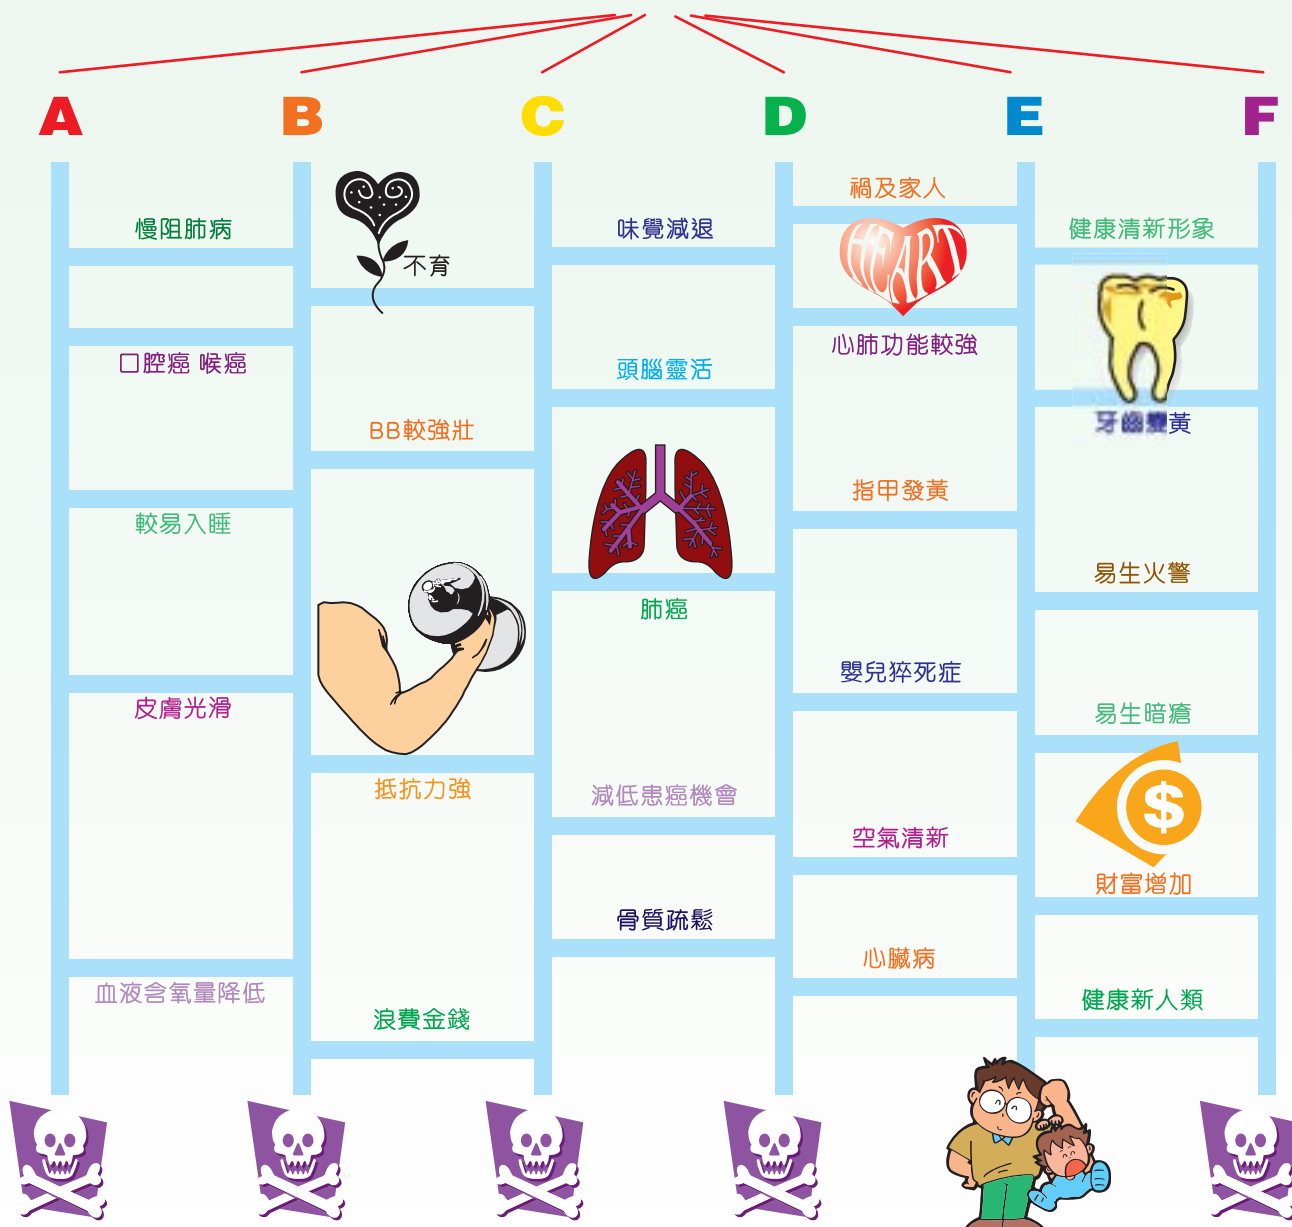 A B C D E F
禍及家人
慢阻肺病
味覺減退
健康清新形象
HEART
不育
心肺功能較強
口腔癌 喉癌
頭腦靈活
牙齒變黃
BB較強壯
指甲發黃
較易入睡
易生火警
肺癌
嬰兒猝死症
皮膚光滑
易生暗瘡
抵抗力強
減低患癌機會
$
空氣清新
財富增加
骨質疏鬆
心臟病
血液含氧量降低
健康新人類
浪費金錢